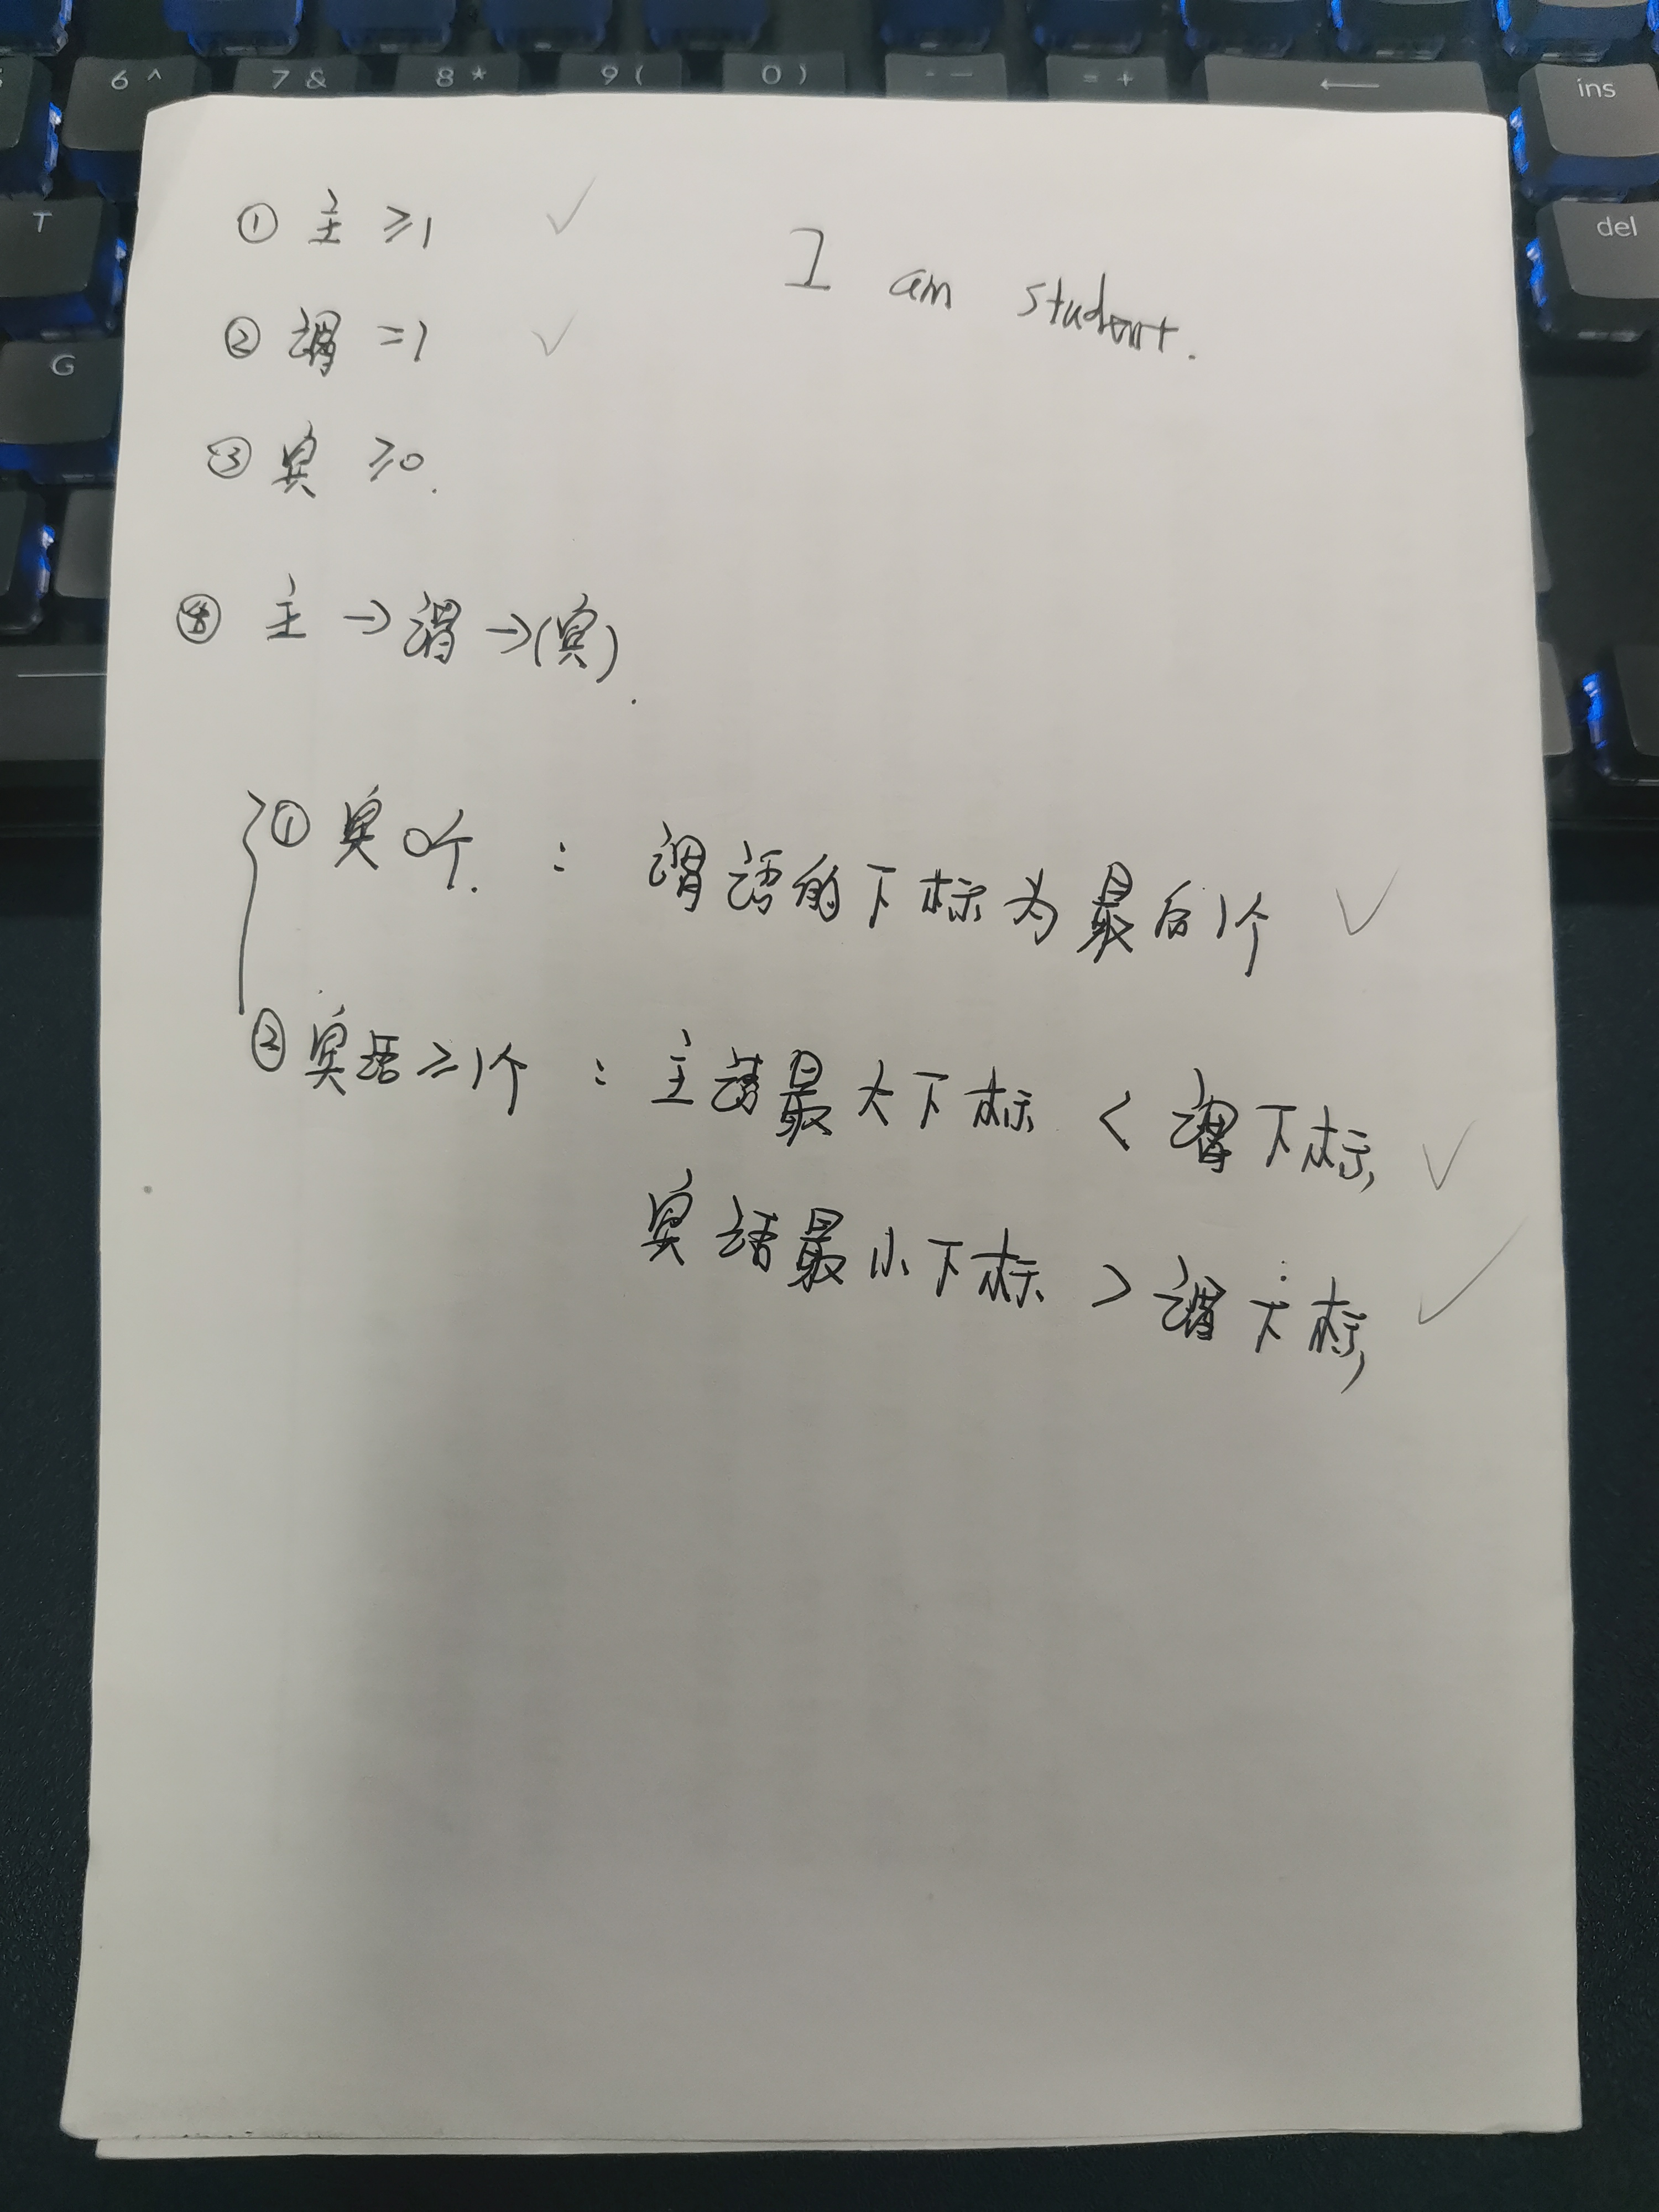 6 ^ 7 & 8 * 9 ( 0 ) - — = + ← ins
T del
G
① 主 ≥1 ✓
I am student.
② 谓 =1 ✓
③ 宾 ≥0.
④ 主 → 谓 → (宾).
① 宾 0个. : 谓语的下标为最后1个 ✓
② 宾语≥1个 : 主语最大下标 < 谓下标, ✓
宾语最小下标 > 谓下标, ✓